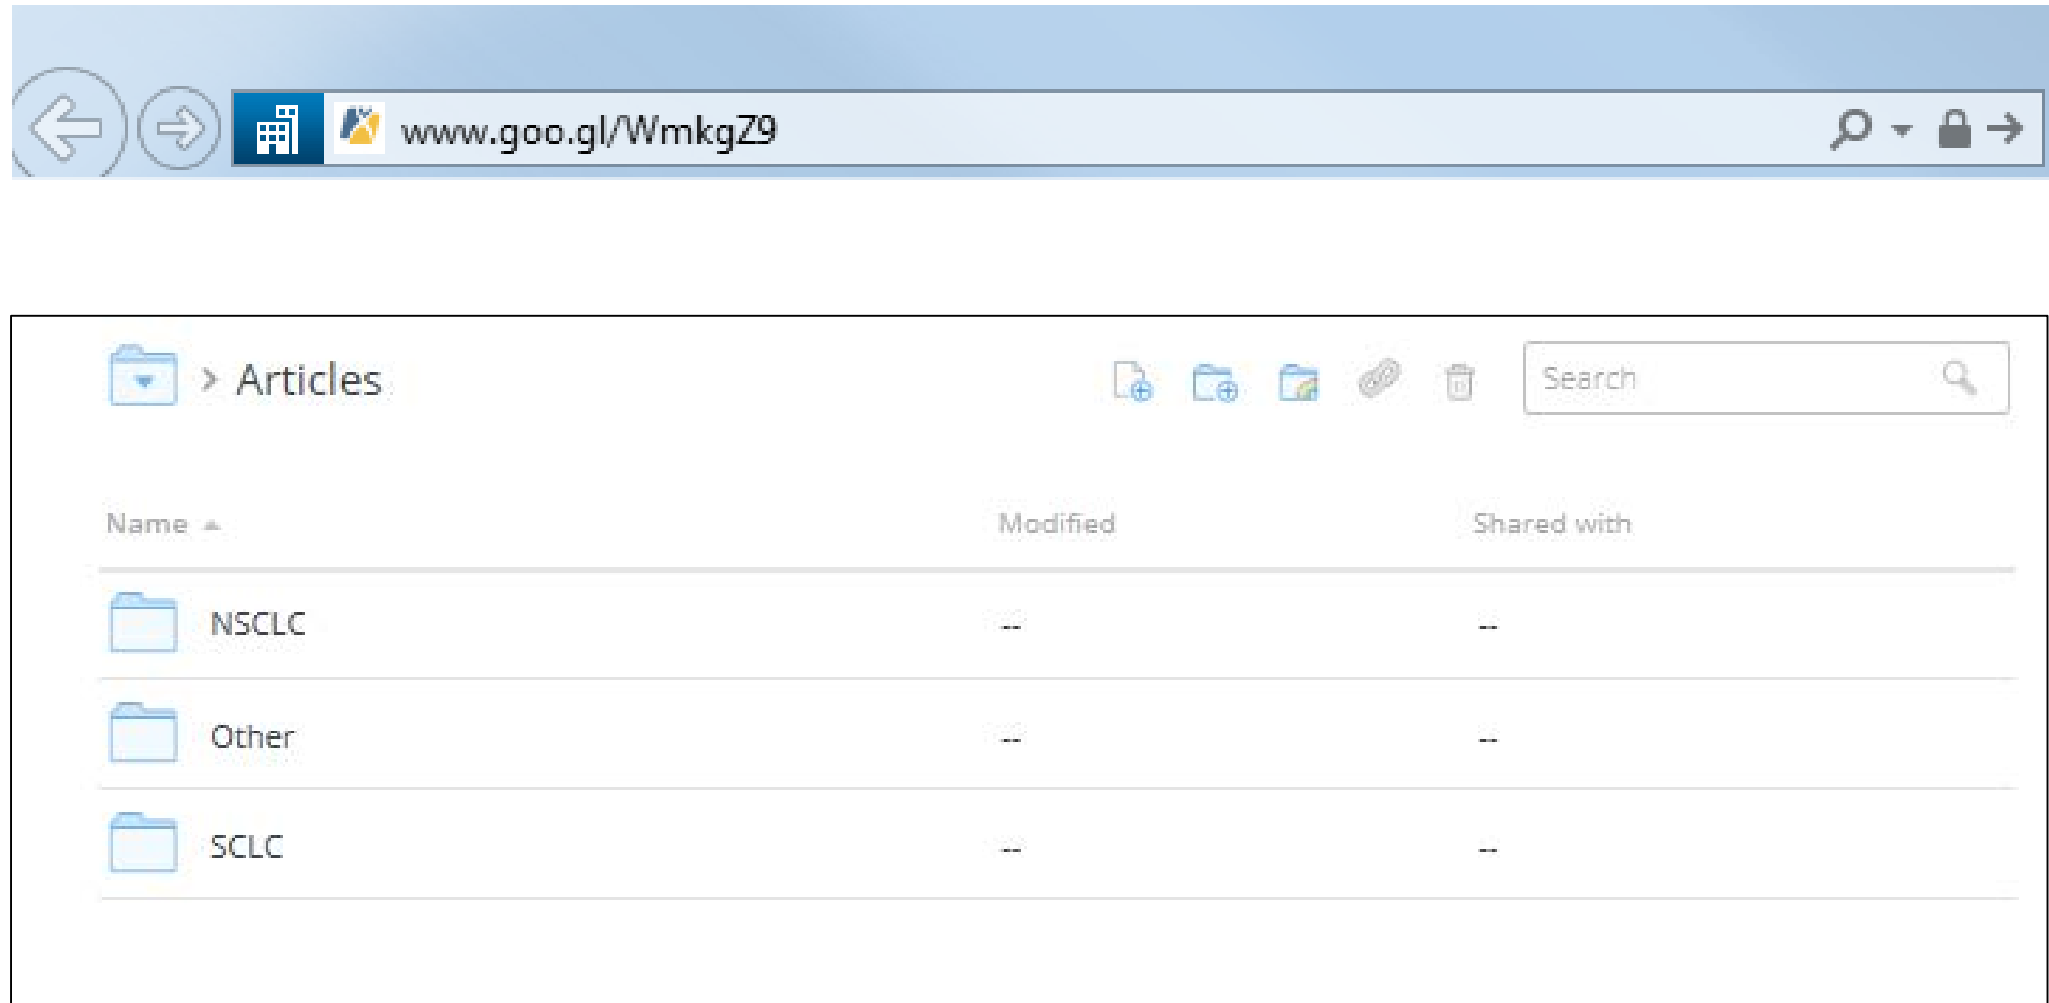 www.goo.gl/WmkgZ9
> Articles
Search
Name Modified Shared with
NSCLC -- --
Other -- --
SCLC -- --